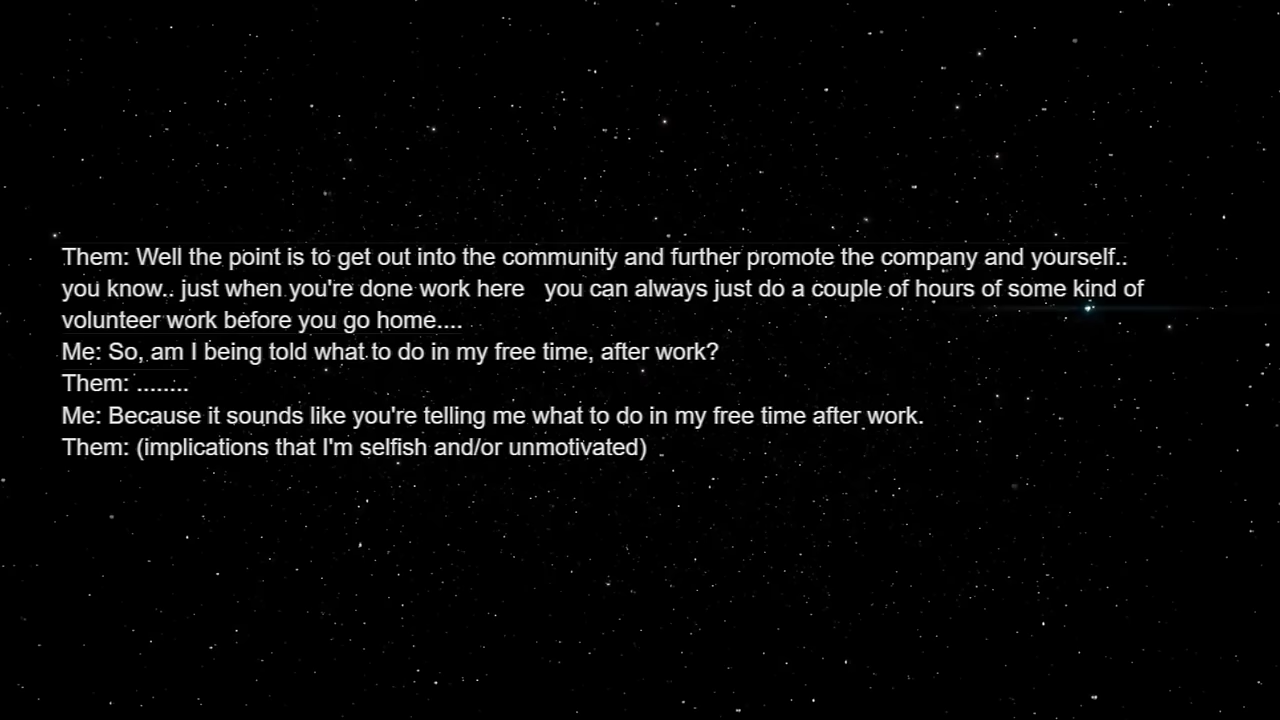 Them: Well the point is to get out into the community and further promote the company and yourself..
you know.. just when you're done work here   you can always just do a couple of hours of some kind of
volunteer work before you go home....
Me: So, am I being told what to do in my free time, after work?
Them: ........
Me: Because it sounds like you're telling me what to do in my free time after work.
Them: (implications that I'm selfish and/or unmotivated)